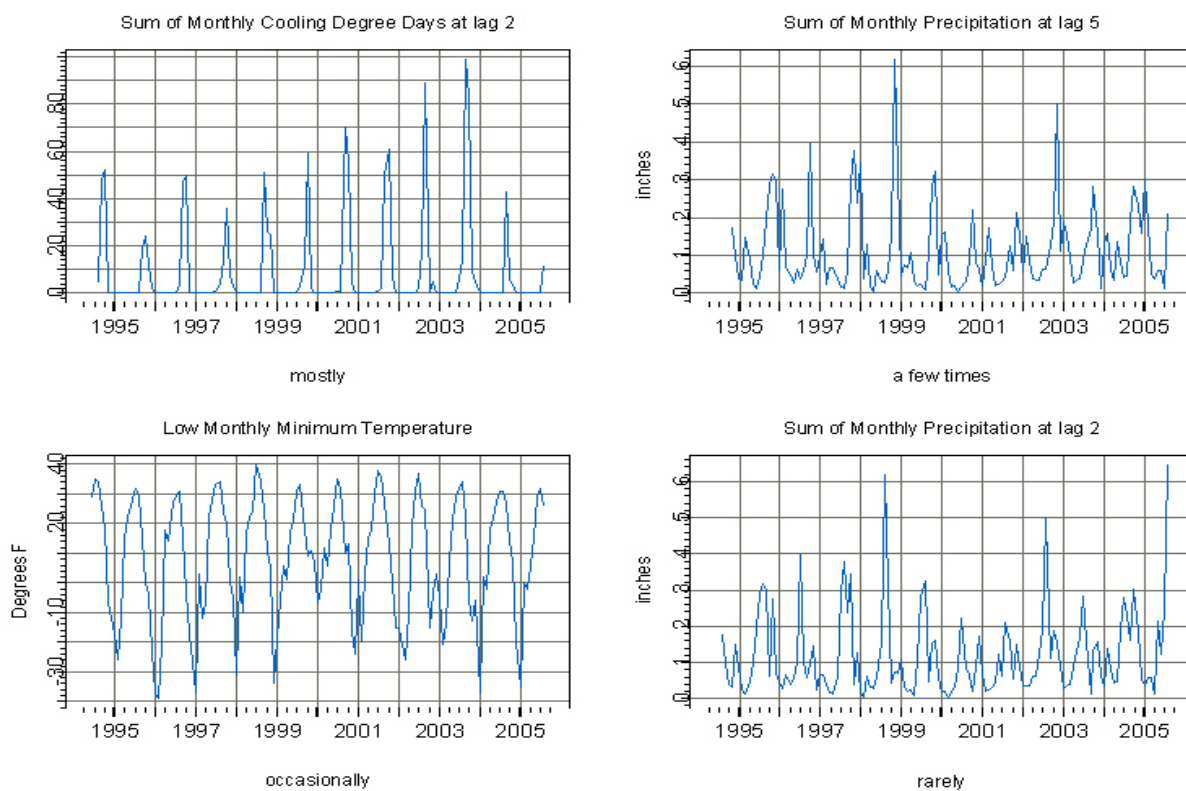 Sum of Monthly Cooling Degree Days at lag 2
80
60
40
20
0
1995 1997 1999 2001 2003 2005
mostly
Sum of Monthly Precipitation at lag 5
inches
6
5
4
3
2
1
0
1995 1997 1999 2001 2003 2005
a few times
Low Monthly Minimum Temperature
Degrees F
40
20
-10
-30
1995 1997 1999 2001 2003 2005
occasionally
Sum of Monthly Precipitation at lag 2
inches
6
5
4
3
2
1
0
1995 1997 1999 2001 2003 2005
rarely